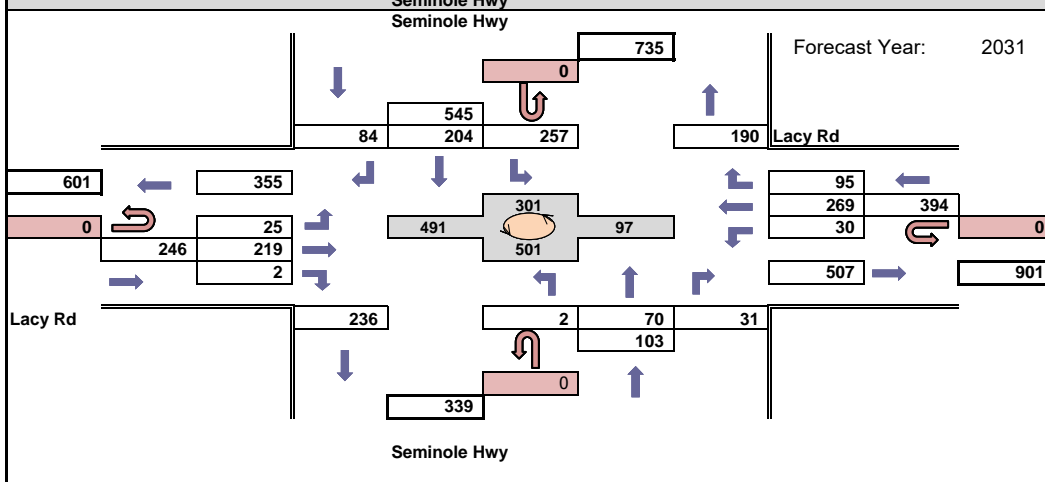 Seminole Hwy
Seminole Hwy
735
Forecast Year: 2031
0
545
84 204 257 190 Lacy Rd
601 355 95
301 269 394
0 25 491 97 30 0
246 219 501
2 507 901
Lacy Rd 236 2 70 31
103
0
339
Seminole Hwy